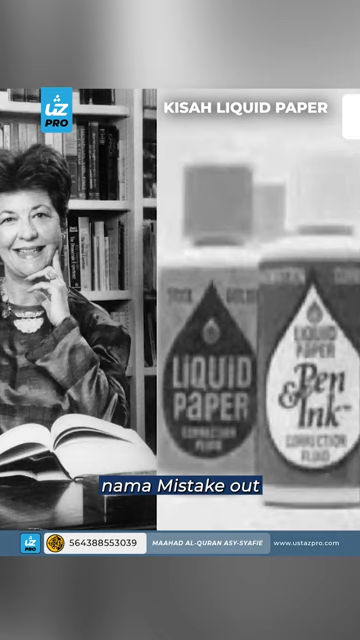 UZ
PRO
KISAH LIQUID PAPER
LIQUID
PAPER
CORRECTION
FLUID
LIQUID
PAPER
Pen
& Ink
CORRECTION
FLUID
nama Mistake out
UZ
PRO
564388553039
MAAHAD AL-QURAN ASY-SYAFIE
www.ustazpro.com